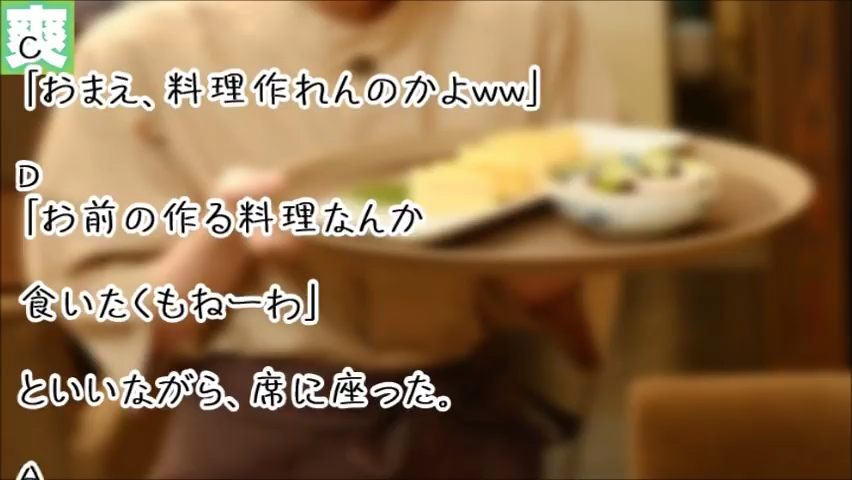 爽
C
「おまえ、料理作れんのかよww」
D
「お前の作る料理なんか
食いたくもねーわ」
といいながら、席に座った。
A